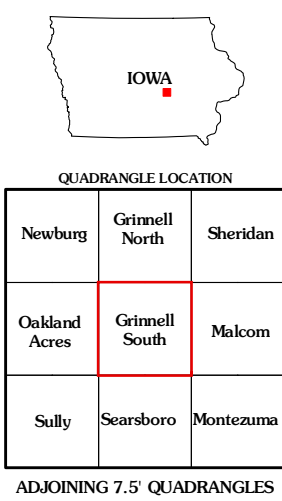 IOWA
QUADRANGLE LOCATION
Newburg
Grinnell
North
Sheridan
Oakland
Acres
Grinnell
South
Malcom
Sully
Searsboro
Montezuma
ADJOINING 7.5' QUADRANGLES